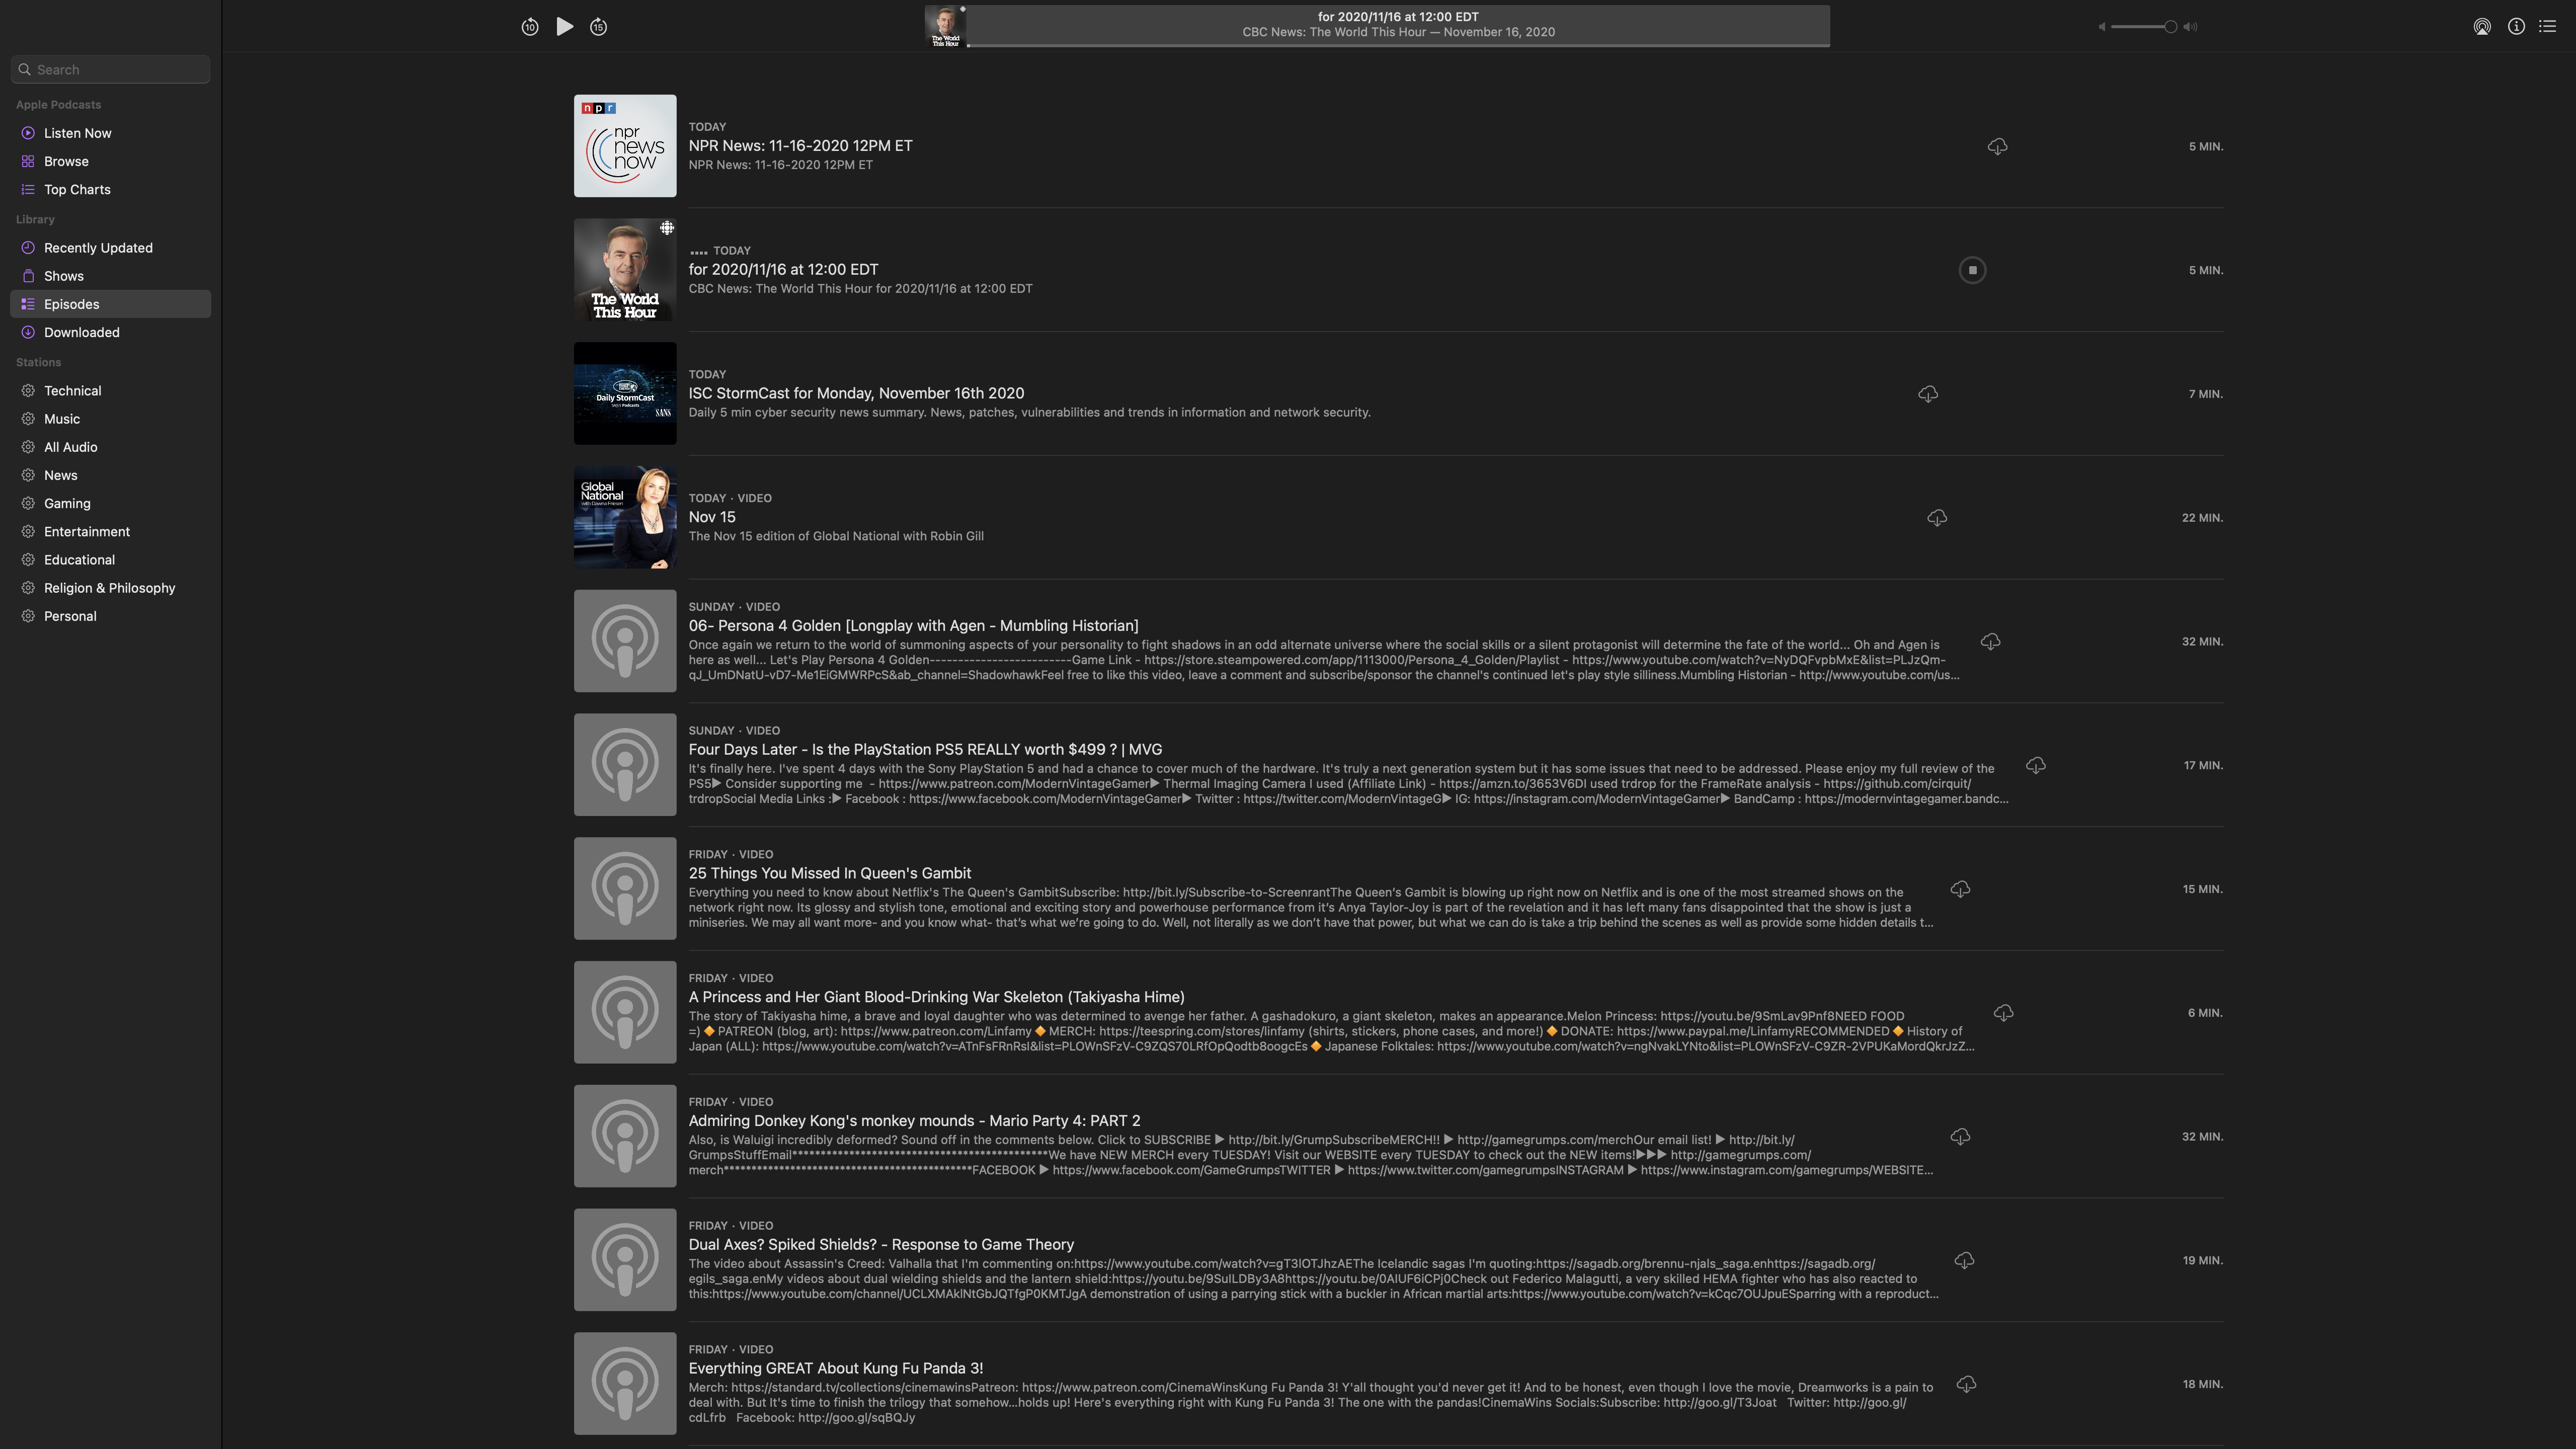 10
15
The World
This Hour
for 2020/11/16 at 12:00 EDT
CBC News: The World This Hour — November 16, 2020
Search
Apple Podcasts
Listen Now
Browse
Top Charts
Library
Recently Updated
Shows
Episodes
Downloaded
Stations
Technical
Music
All Audio
News
Gaming
Entertainment
Educational
Religion & Philosophy
Personal
npr
npr
news
now
TODAY
NPR News: 11-16-2020 12PM ET
NPR News: 11-16-2020 12PM ET
5 MIN.
The World
This Hour
TODAY
for 2020/11/16 at 12:00 EDT
CBC News: The World This Hour for 2020/11/16 at 12:00 EDT
5 MIN.
Daily StormCast
SANS
TODAY
ISC StormCast for Monday, November 16th 2020
Daily 5 min cyber security news summary. News, patches, vulnerabilities and trends in information and network security.
7 MIN.
Global
National
with Dawna Friesen
TODAY · VIDEO
Nov 15
The Nov 15 edition of Global National with Robin Gill
22 MIN.
SUNDAY · VIDEO
06- Persona 4 Golden [Longplay with Agen - Mumbling Historian]
Once again we return to the world of summoning aspects of your personality to fight shadows in an odd alternate universe where the social skills or a silent protagonist will determine the fate of the world... Oh and Agen is
here as well... Let's Play Persona 4 Golden-------------------------Game Link - https://store.steampowered.com/app/1113000/Persona_4_Golden/Playlist - https://www.youtube.com/watch?v=NyDQFvpbMxE&list=PLJzQm-
qJ_UmDNatU-vD7-Me1EiGMWRPcS&ab_channel=ShadowhawkFeel free to like this video, leave a comment and subscribe/sponsor the channel's continued let's play style silliness.Mumbling Historian - http://www.youtube.com/us...
32 MIN.
SUNDAY · VIDEO
Four Days Later - Is the PlayStation PS5 REALLY worth $499 ? | MVG
It's finally here. I've spent 4 days with the Sony PlayStation 5 and had a chance to cover much of the hardware. It's truly a next generation system but it has some issues that need to be addressed. Please enjoy my full review of the
PS5▶ Consider supporting me  - https://www.patreon.com/ModernVintageGamer▶ Thermal Imaging Camera I used (Affiliate Link) - https://amzn.to/3653V6DI used trdrop for the FrameRate analysis - https://github.com/cirquit/
trdropSocial Media Links :▶ Facebook : https://www.facebook.com/ModernVintageGamer▶ Twitter : https://twitter.com/ModernVintageG▶ IG: https://instagram.com/ModernVintageGamer▶ BandCamp : https://modernvintagegamer.bandc...
17 MIN.
FRIDAY · VIDEO
25 Things You Missed In Queen's Gambit
Everything you need to know about Netflix's The Queen's GambitSubscribe: http://bit.ly/Subscribe-to-ScreenrantThe Queen's Gambit is blowing up right now on Netflix and is one of the most streamed shows on the
network right now. Its glossy and stylish tone, emotional and exciting story and powerhouse performance from it's Anya Taylor-Joy is part of the revelation and it has left many fans disappointed that the show is just a
miniseries. We may all want more- and you know what- that's what we're going to do. Well, not literally as we don't have that power, but what we can do is take a trip behind the scenes as well as provide some hidden details t...
15 MIN.
FRIDAY · VIDEO
A Princess and Her Giant Blood-Drinking War Skeleton (Takiyasha Hime)
The story of Takiyasha hime, a brave and loyal daughter who was determined to avenge her father. A gashadokuro, a giant skeleton, makes an appearance.Melon Princess: https://youtu.be/9SmLav9Pnf8NEED FOOD
=)🔶PATREON (blog, art): https://www.patreon.com/Linfamy🔶MERCH: https://teespring.com/stores/linfamy (shirts, stickers, phone cases, and more!)🔶DONATE: https://www.paypal.me/LinfamyRECOMMENDED🔶History of
Japan (ALL): https://www.youtube.com/watch?v=ATnFsFRnRsI&list=PLOWnSFzV-C9ZQS70LRfOpQodtb8oogcEs🔶Japanese Folktales: https://www.youtube.com/watch?v=ngNvakLYNto&list=PLOWnSFzV-C9ZR-2VPUKaMordQkrJzZ...
6 MIN.
FRIDAY · VIDEO
Admiring Donkey Kong's monkey mounds - Mario Party 4: PART 2
Also, is Waluigi incredibly deformed? Sound off in the comments below. Click to SUBSCRIBE ▶ http://bit.ly/GrumpSubscribeMERCH!! ▶ http://gamegrumps.com/merchOur email list! ▶ http://bit.ly/
GrumpsStuffEmail*********************************************We have NEW MERCH every TUESDAY! Visit our WEBSITE every TUESDAY to check out the NEW items!▶▶▶ http://gamegrumps.com/
merch********************************************FACEBOOK ▶ https://www.facebook.com/GameGrumpsTWITTER ▶ https://www.twitter.com/gamegrumpsINSTAGRAM ▶ https://www.instagram.com/gamegrumps/WEBSITE...
32 MIN.
FRIDAY · VIDEO
Dual Axes? Spiked Shields? - Response to Game Theory
The video about Assassin's Creed: Valhalla that I'm commenting on:https://www.youtube.com/watch?v=gT3lOTJhzAEThe Icelandic sagas I'm quoting:https://sagadb.org/brennu-njals_saga.enhttps://sagadb.org/
egils_saga.enMy videos about dual wielding shields and the lantern shield:https://youtu.be/9SuILDBy3A8https://youtu.be/0AIUF6iCPj0Check out Federico Malagutti, a very skilled HEMA fighter who has also reacted to
this:https://www.youtube.com/channel/UCLXMAkINtGbJQTfgP0KMTJgA demonstration of using a parrying stick with a buckler in African martial arts:https://www.youtube.com/watch?v=kCqc7OUJpuESparring with a reproduct...
19 MIN.
FRIDAY · VIDEO
Everything GREAT About Kung Fu Panda 3!
Merch: https://standard.tv/collections/cinemawinsPatreon: https://www.patreon.com/CinemaWinsKung Fu Panda 3! Y'all thought you'd never get it! And to be honest, even though I love the movie, Dreamworks is a pain to
deal with. But It's time to finish the trilogy that somehow...holds up! Here's everything right with Kung Fu Panda 3! The one with the pandas!CinemaWins Socials:Subscribe: http://goo.gl/T3Joat   Twitter: http://goo.gl/
cdLfrb   Facebook: http://goo.gl/sqBQJy
18 MIN.